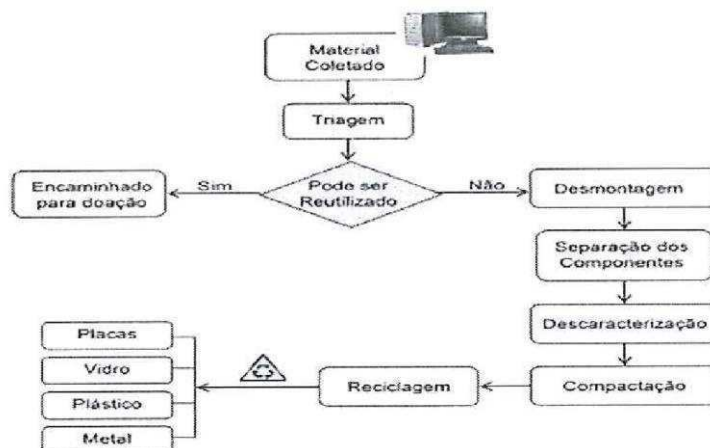 Material
Coletado
Triagem
Pode ser
Reutilizado
Sim
Encaminhado
para doação
Não
Desmontagem
Separação dos
Componentes
Descaracterização
Compactação
Reciclagem
Placas
Vidro
Plástico
Metal